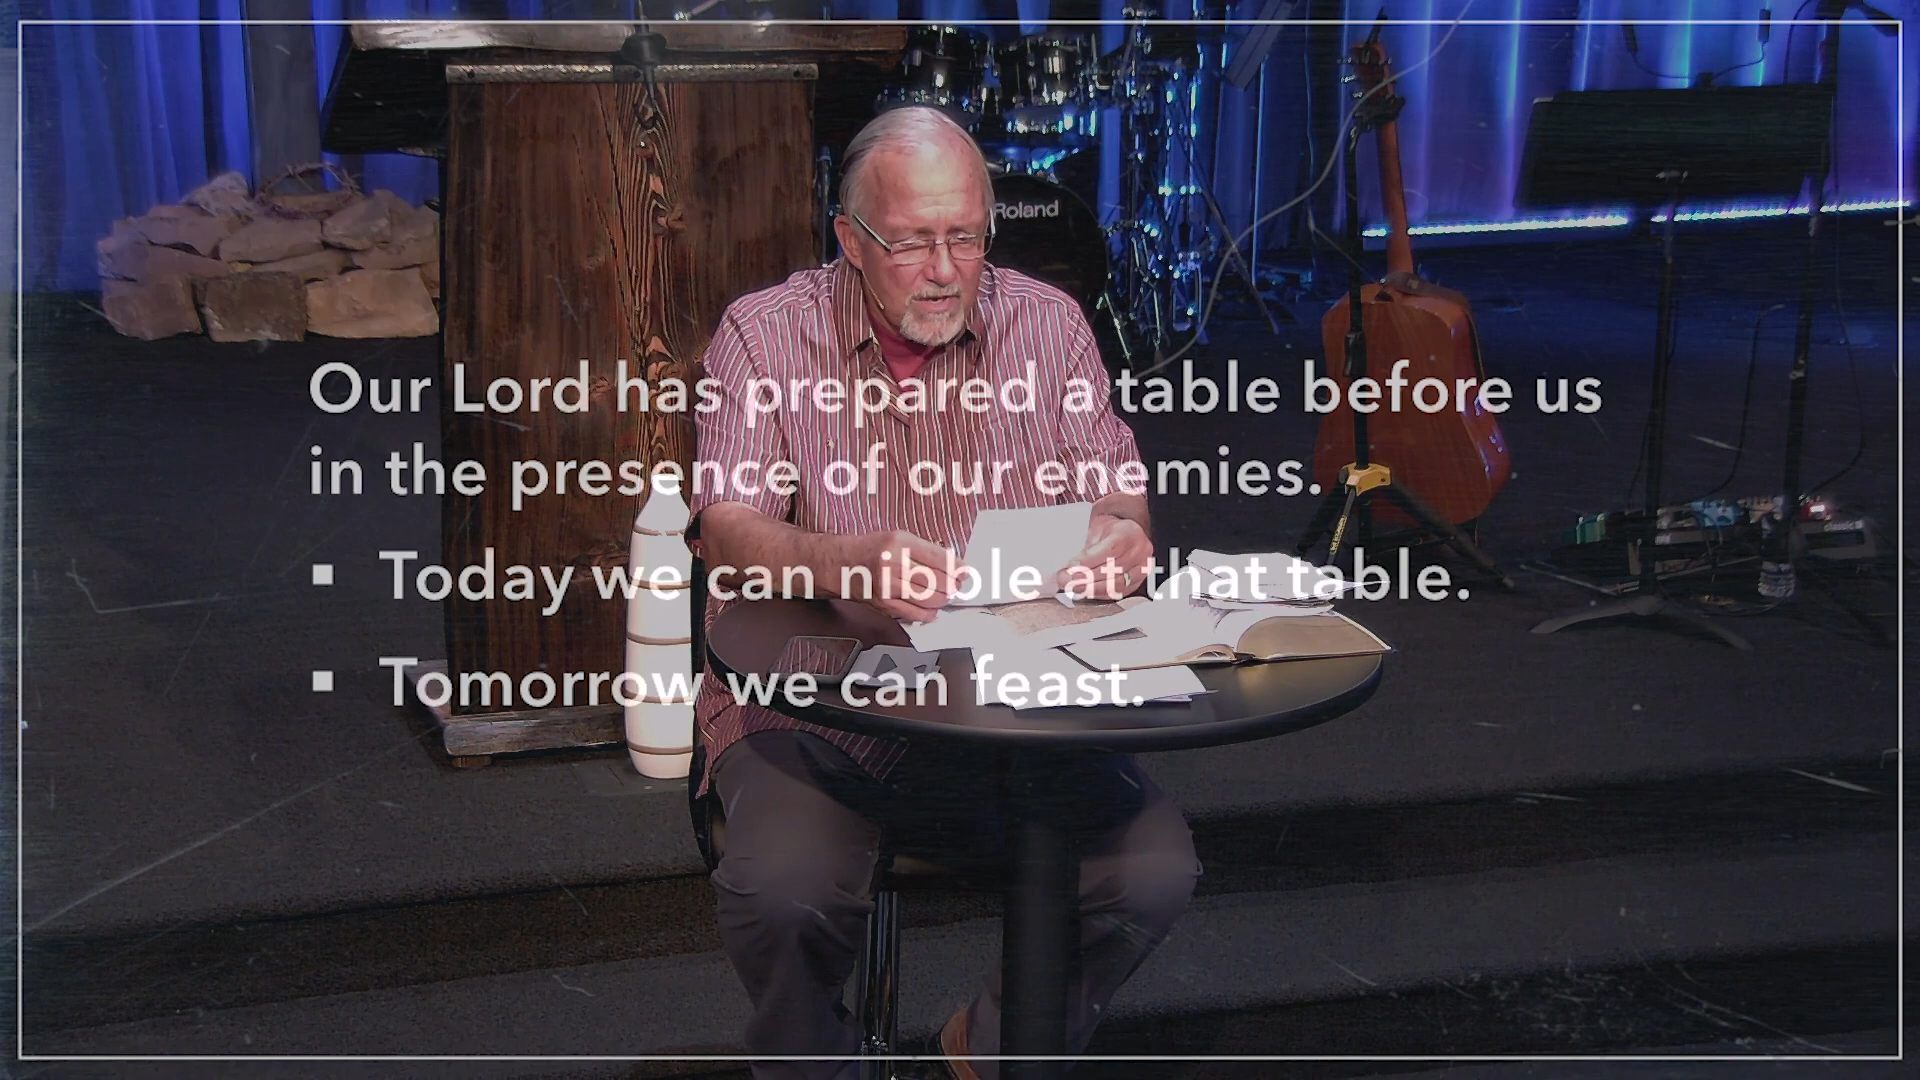 Roland
Our Lord has prepared a table before us
in the presence of our enemies.
▪ Today we can nibble at that table.
▪ Tomorrow we can feast.